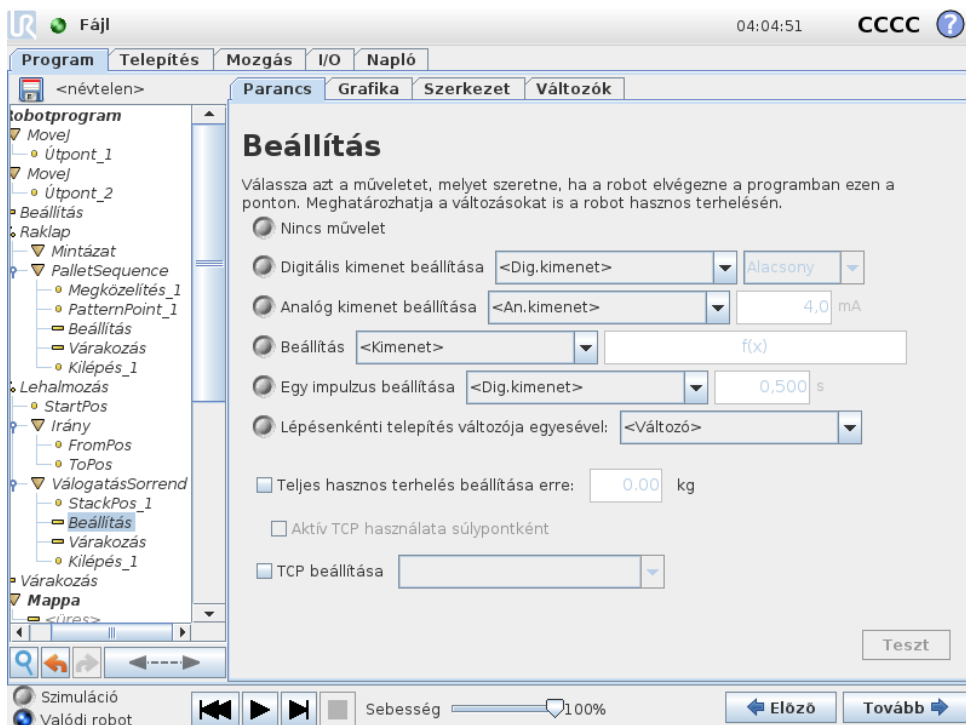 UR Fájl 04:04:51 CCCC ?
Program Telepítés Mozgás I/O Napló
<névtelen>
Parancs Grafika Szerkezet Változók
Robotprogram
MoveJ
Útpont_1
MoveJ
Útpont_2
Beállítás
Raklap
Mintázat
PalletSequence
Megközelítés_1
PatternPoint_1
Beállítás
Várakozás
Kilépés_1
Lehalmozás
StartPos
Irány
FromPos
ToPos
VálogatásSorrend
StackPos_1
Beállítás
Várakozás
Kilépés_1
Várakozás
Mappa
<üres>
Beállítás
Válassza azt a műveletet, melyet szeretne, ha a robot elvégezne a programban ezen a
ponton. Meghatározhatja a változásokat is a robot hasznos terhelésén.
Nincs művelet
Digitális kimenet beállítása <Dig.kimenet> Alacsony
Analóg kimenet beállítása <An.kimenet> 4,0 mA
Beállítás <Kimenet> f(x)
Egy impulzus beállítása <Dig.kimenet> 0,500 s
Lépésenkénti telepítés változója egyesével: <Változó>
Teljes hasznos terhelés beállítása erre: 0.00 kg
Aktív TCP használata súlypontként
TCP beállítása
Teszt
Szimuláció
Valódi robot
Sebesség 100%
Előző Tovább